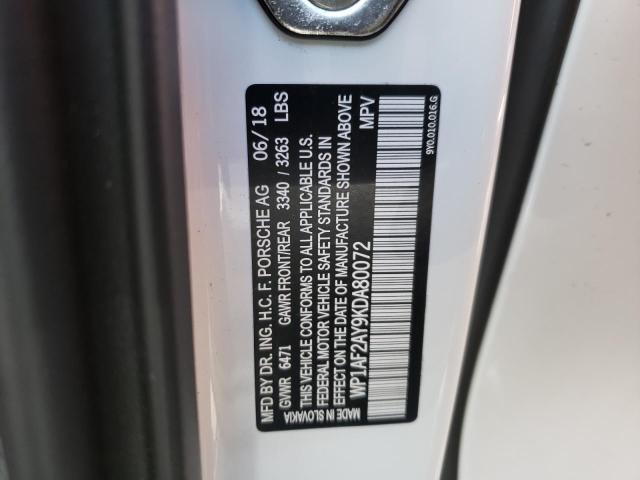 MFD BY DR. ING. H.C. F. PORSCHE AG 06/18
GVWR 6471 GAWR FRONT/REAR 3340 / 3263 LBS
THIS VEHICLE CONFORMS TO ALL APPLICABLE U.S.
FEDERAL MOTOR VEHICLE SAFETY STANDARDS IN
EFFECT ON THE DATE OF MANUFACTURE SHOWN ABOVE
WP1AF2AY9KDA80072 MPV
MADE IN SLOVAKIA
9Y0.010.016.G